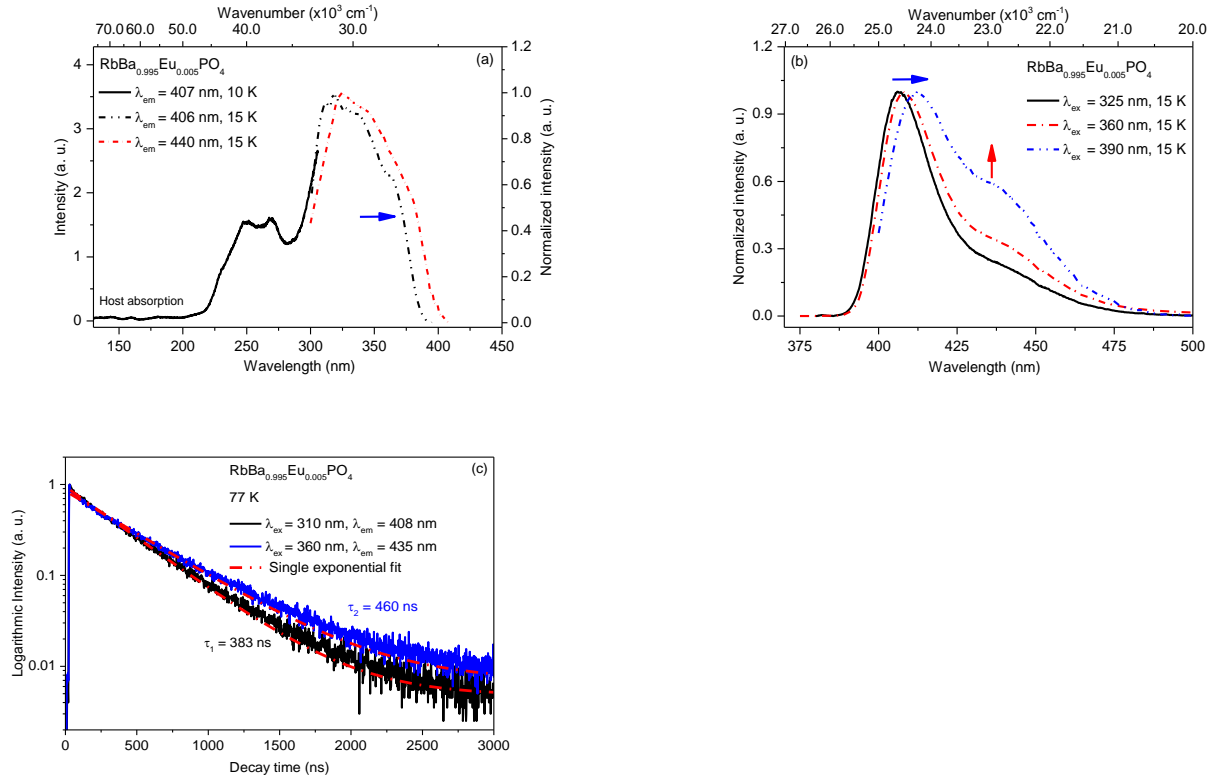 Wavenumber (x10³ cm⁻¹)
70.0 60.0 50.0 40.0 30.0
(a)
RbBa₀.₉₉₅Eu₀.₀₀₅PO₄
λem = 407 nm, 10 K
λem = 406 nm, 15 K
λem = 440 nm, 15 K
Host absorption
Intensity (a. u.)
4
3
2
1
0
Normalized intensity (a. u.)
1.2
1.0
0.8
0.6
0.4
0.2
0.0
150 200 250 300 350 400 450
Wavelength (nm)
Wavenumber (x10³ cm⁻¹)
27.0 26.0 25.0 24.0 23.0 22.0 21.0 20.0
(b)
RbBa₀.₉₉₅Eu₀.₀₀₅PO₄
λex = 325 nm, 15 K
λex = 360 nm, 15 K
λex = 390 nm, 15 K
Normalized intensity (a. u.)
1.2
0.9
0.6
0.3
0.0
375 400 425 450 475 500
Wavelength (nm)
(c)
RbBa₀.₉₉₅Eu₀.₀₀₅PO₄
77 K
λex = 310 nm, λem = 408 nm
λex = 360 nm, λem = 435 nm
Single exponential fit
τ₂ = 460 ns
τ₁ = 383 ns
Logarithmic Intensity (a. u.)
1
0.1
0.01
0 500 1000 1500 2000 2500 3000
Decay time (ns)